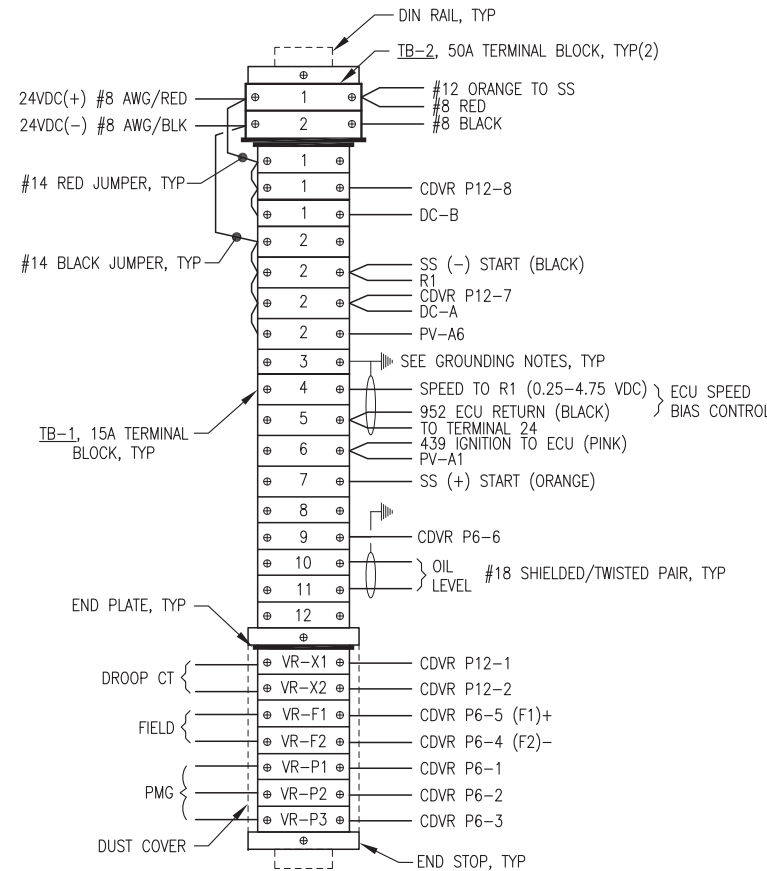 DIN RAIL, TYP
TB-2, 50A TERMINAL BLOCK, TYP(2)
24VDC(+) #8 AWG/RED
1
#12 ORANGE TO SS
#8 RED
24VDC(-) #8 AWG/BLK
2
#8 BLACK
1
#14 RED JUMPER, TYP
1
CDVR P12-8
1
DC-B
2
#14 BLACK JUMPER, TYP
2
SS (-) START (BLACK)
R1
2
CDVR P12-7
DC-A
2
PV-A6
3
SEE GROUNDING NOTES, TYP
4
SPEED TO R1 (0.25-4.75 VDC)
ECU SPEED
BIAS CONTROL
5
952 ECU RETURN (BLACK)
TO TERMINAL 24
TB-1, 15A TERMINAL
BLOCK, TYP
6
439 IGNITION TO ECU (PINK)
PV-A1
7
SS (+) START (ORANGE)
8
9
CDVR P6-6
10
11
OIL
LEVEL
#18 SHIELDED/TWISTED PAIR, TYP
12
END PLATE, TYP
DROOP CT
VR-X1
CDVR P12-1
VR-X2
CDVR P12-2
FIELD
VR-F1
CDVR P6-5 (F1)+
VR-F2
CDVR P6-4 (F2)-
PMG
VR-P1
CDVR P6-1
VR-P2
CDVR P6-2
VR-P3
CDVR P6-3
DUST COVER
END STOP, TYP